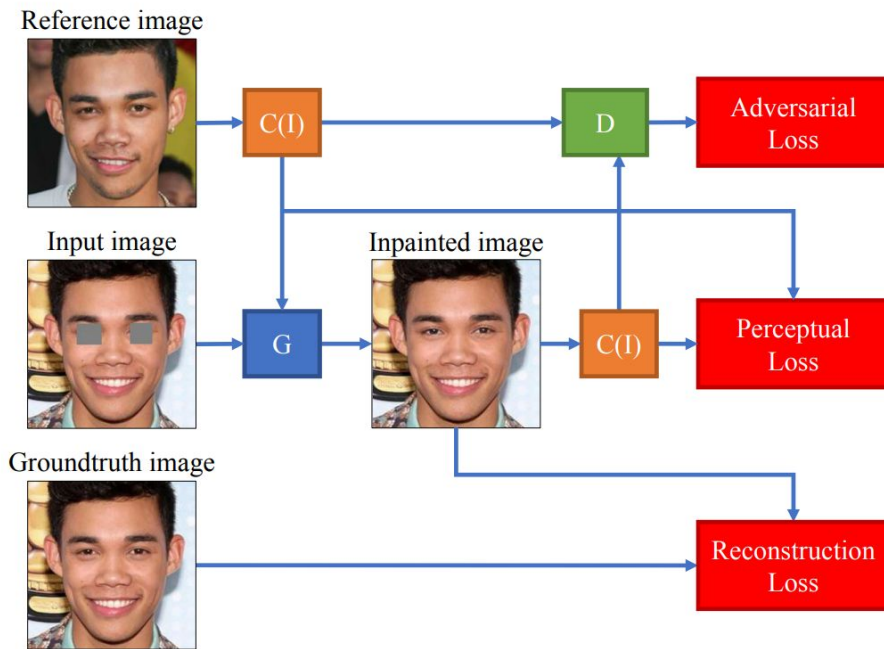 Reference image
C(I)
D
Adversarial
Loss
Input image
Inpainted image
G
C(I)
Perceptual
Loss
Groundtruth image
Reconstruction
Loss